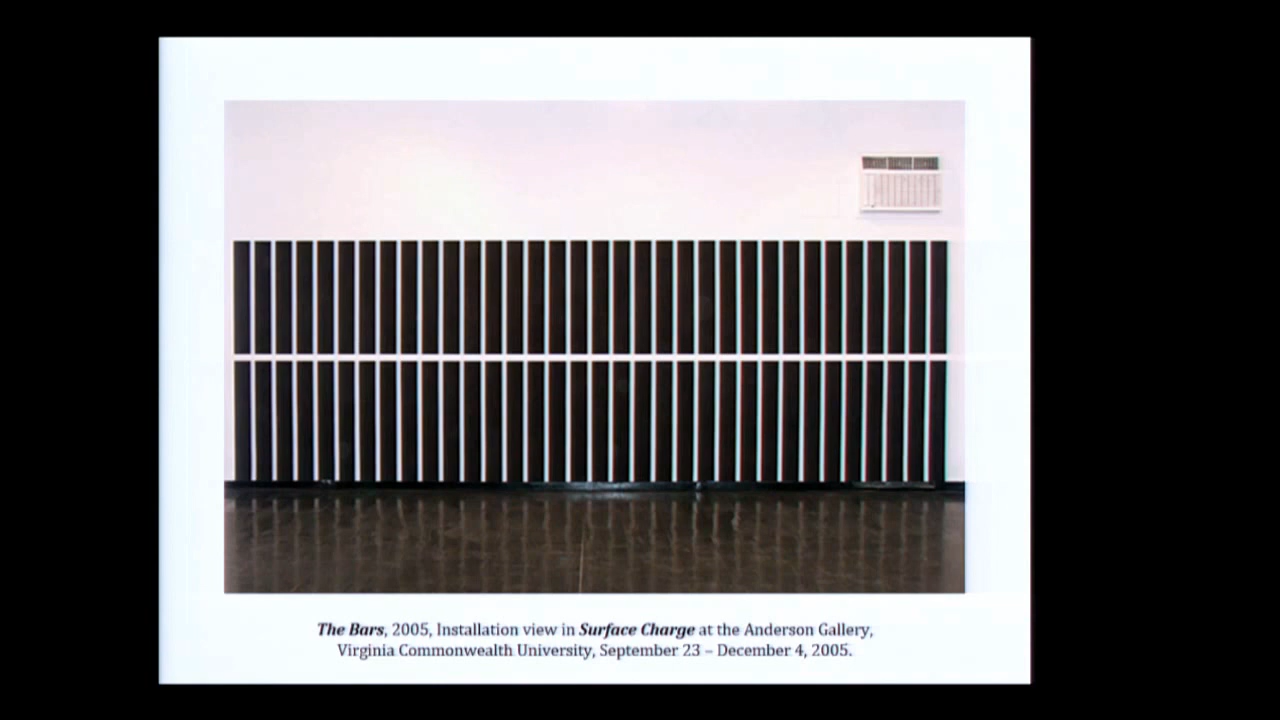 The Bars, 2005, Installation view in Surface Charge at the Anderson Gallery,
Virginia Commonwealth University, September 23 – December 4, 2005.